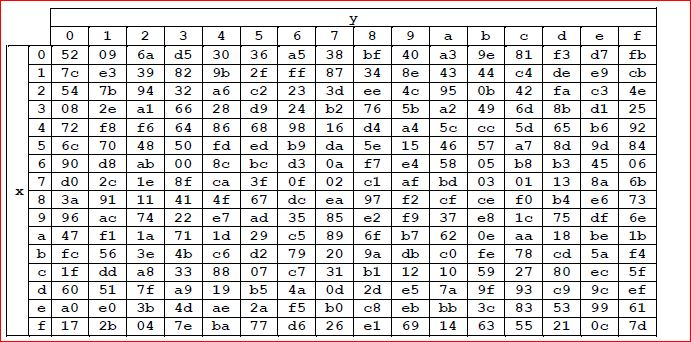 y
0 1 2 3 4 5 6 7 8 9 a b c d e f
0 52 09 6a d5 30 36 a5 38 bf 40 a3 9e 81 f3 d7 fb
1 7c e3 39 82 9b 2f ff 87 34 8e 43 44 c4 de e9 cb
2 54 7b 94 32 a6 c2 23 3d ee 4c 95 0b 42 fa c3 4e
3 08 2e a1 66 28 d9 24 b2 76 5b a2 49 6d 8b d1 25
4 72 f8 f6 64 86 68 98 16 d4 a4 5c cc 5d 65 b6 92
5 6c 70 48 50 fd ed b9 da 5e 15 46 57 a7 8d 9d 84
6 90 d8 ab 00 8c bc d3 0a f7 e4 58 05 b8 b3 45 06
x 7 d0 2c 1e 8f ca 3f 0f 02 c1 af bd 03 01 13 8a 6b
8 3a 91 11 41 4f 67 dc ea 97 f2 cf ce f0 b4 e6 73
9 96 ac 74 22 e7 ad 35 85 e2 f9 37 e8 1c 75 df 6e
a 47 f1 1a 71 1d 29 c5 89 6f b7 62 0e aa 18 be 1b
b fc 56 3e 4b c6 d2 79 20 9a db c0 fe 78 cd 5a f4
c 1f dd a8 33 88 07 c7 31 b1 12 10 59 27 80 ec 5f
d 60 51 7f a9 19 b5 4a 0d 2d e5 7a 9f 93 c9 9c ef
e a0 e0 3b 4d ae 2a f5 b0 c8 eb bb 3c 83 53 99 61
f 17 2b 04 7e ba 77 d6 26 e1 69 14 63 55 21 0c 7d